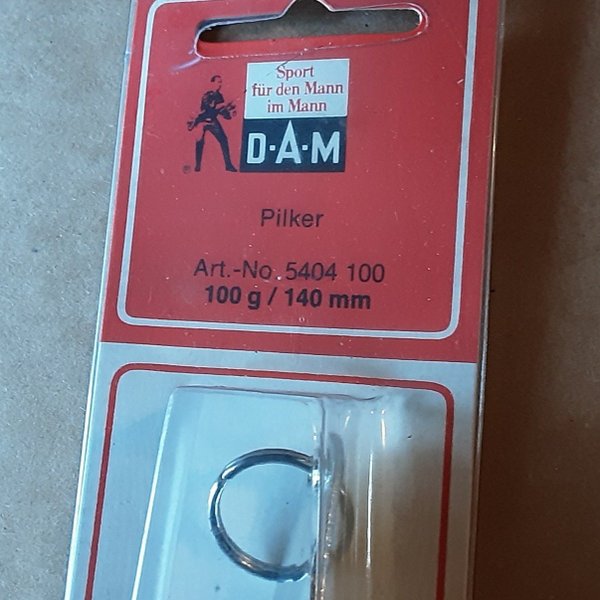 Sport
für den Mann
im Mann
D·A·M
®
Pilker
Art.-No. 5404 100
100 g / 140 mm